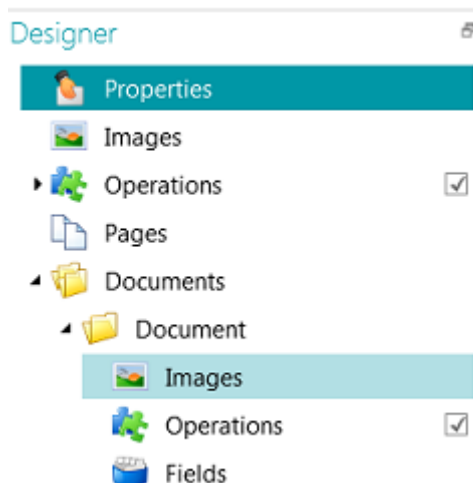 Designer
Properties
Images
Operations
Pages
Documents
Document
Images
Operations
Fields